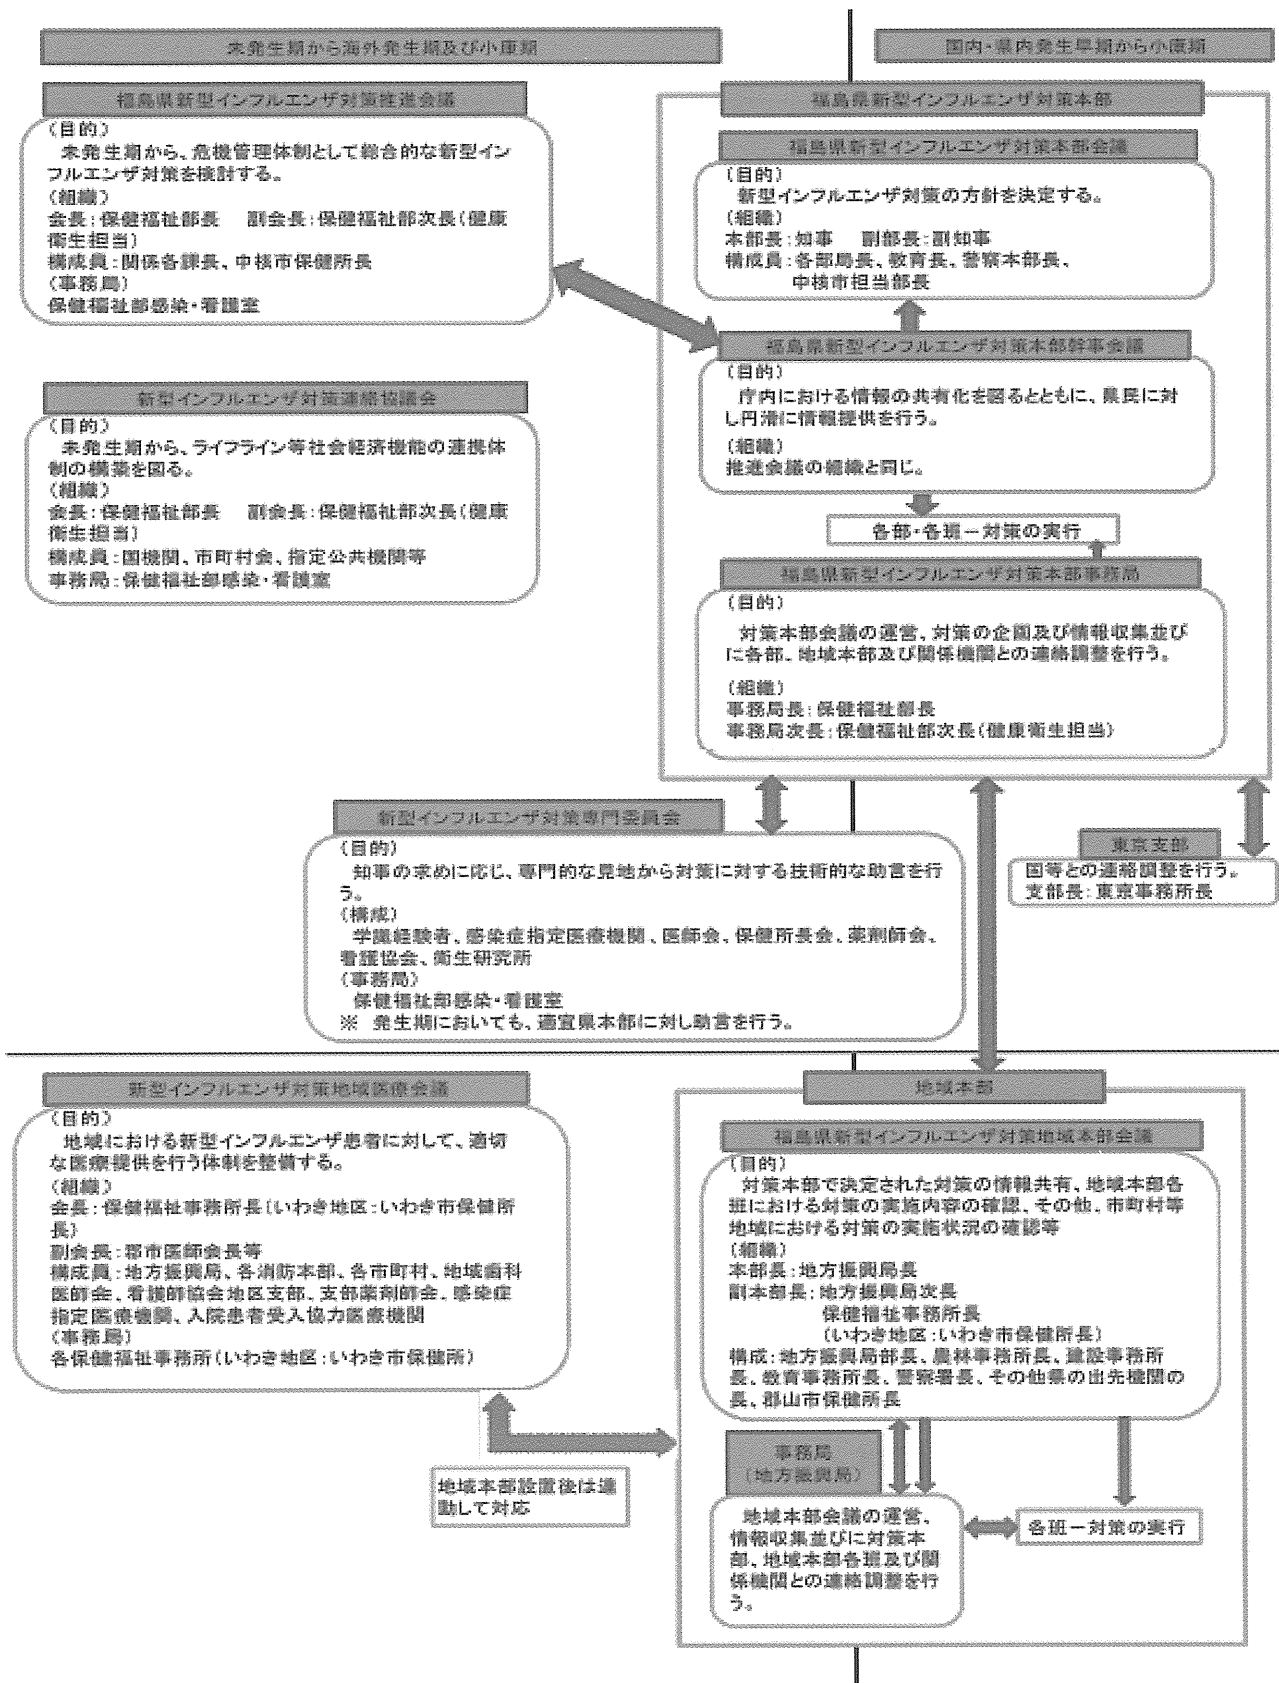 未発生期から海外発生期及び小康期
国内・県内発生早期から小康期
福島県新型インフルエンザ対策推進会議
(目的)
未発生期から、危機管理体制として総合的な新型イン
フルエンザ対策を検討する。
(組織)
会長:保健福祉部長 副会長:保健福祉部次長(健康
衛生担当)
構成員:関係各課長、中核市保健所長
(事務局)
保健福祉部感染・看護室
新型インフルエンザ対策連絡協議会
(目的)
未発生期から、ライフライン等社会経済機能の連携体
制の構築を図る。
(組織)
会長:保健福祉部長 副会長:保健福祉部次長(健康
衛生担当)
構成員:国機関、市町村会、指定公共機関等
事務局:保健福祉部感染・看護室
福島県新型インフルエンザ対策本部
福島県新型インフルエンザ対策本部会議
(目的)
新型インフルエンザ対策の方針を決定する。
(組織)
本部長:知事 副部長:副知事
構成員:各部局長、教育長、警察本部長、
中核市担当部長
福島県新型インフルエンザ対策本部幹事会議
(目的)
庁内における情報の共有化を図るとともに、県民に対
し円滑に情報提供を行う。
(組織)
推進会議の組織と同じ。
各部・各班ー対策の実行
福島県新型インフルエンザ対策本部事務局
(目的)
対策本部会議の運営、対策の企画及び情報収集並び
に各部、地域本部及び関係機関との連絡調整を行う。
(組織)
事務局長:保健福祉部長
事務局次長:保健福祉部次長(健康衛生担当)
新型インフルエンザ対策専門委員会
(目的)
知事の求めに応じ、専門的な見地から対策に対する技術的な助言を行
う。
(構成)
学識経験者、感染症指定医療機関、医師会、保健所長会、薬剤師会、
看護協会、衛生研究所
(事務局)
保健福祉部感染・看護室
※ 発生期においても、適宜県本部に対し助言を行う。
東京支部
国等との連絡調整を行う。
支部長:東京事務所長
新型インフルエンザ対策地域医療会議
(目的)
地域における新型インフルエンザ患者に対して、適切
な医療提供を行う体制を整備する。
(組織)
会長:保健福祉事務所長(いわき地区:いわき市保健所
長)
副会長:郡市医師会長等
構成員:地方振興局、各消防本部、各市町村、地域歯科
医師会、看護師協会地区支部、支部薬剤師会、感染症
指定医療機関、入院患者受入協力医療機関
(事務局)
各保健福祉事務所(いわき地区:いわき市保健所)
地域本部設置後は連
動して対応
地域本部
福島県新型インフルエンザ対策地域本部会議
(目的)
対策本部で決定された対策の情報共有、地域本部各
班における対策の実施内容の確認、その他、市町村等
地域における対策の実施状況の確認等
(組織)
本部長:地方振興局長
副本部長:地方振興局次長
保健福祉事務所長
(いわき地区:いわき市保健所長)
構成:地方振興局部長、農林事務所長、建設事務所
長、教育事務所長、警察署長、その他県の出先機関の
長、郡山市保健所長
事務局
(地方振興局)
地域本部会議の運営、
情報収集並びに対策本
部、地域本部各班及び関
係機関との連絡調整を行
う。
各班ー対策の実行